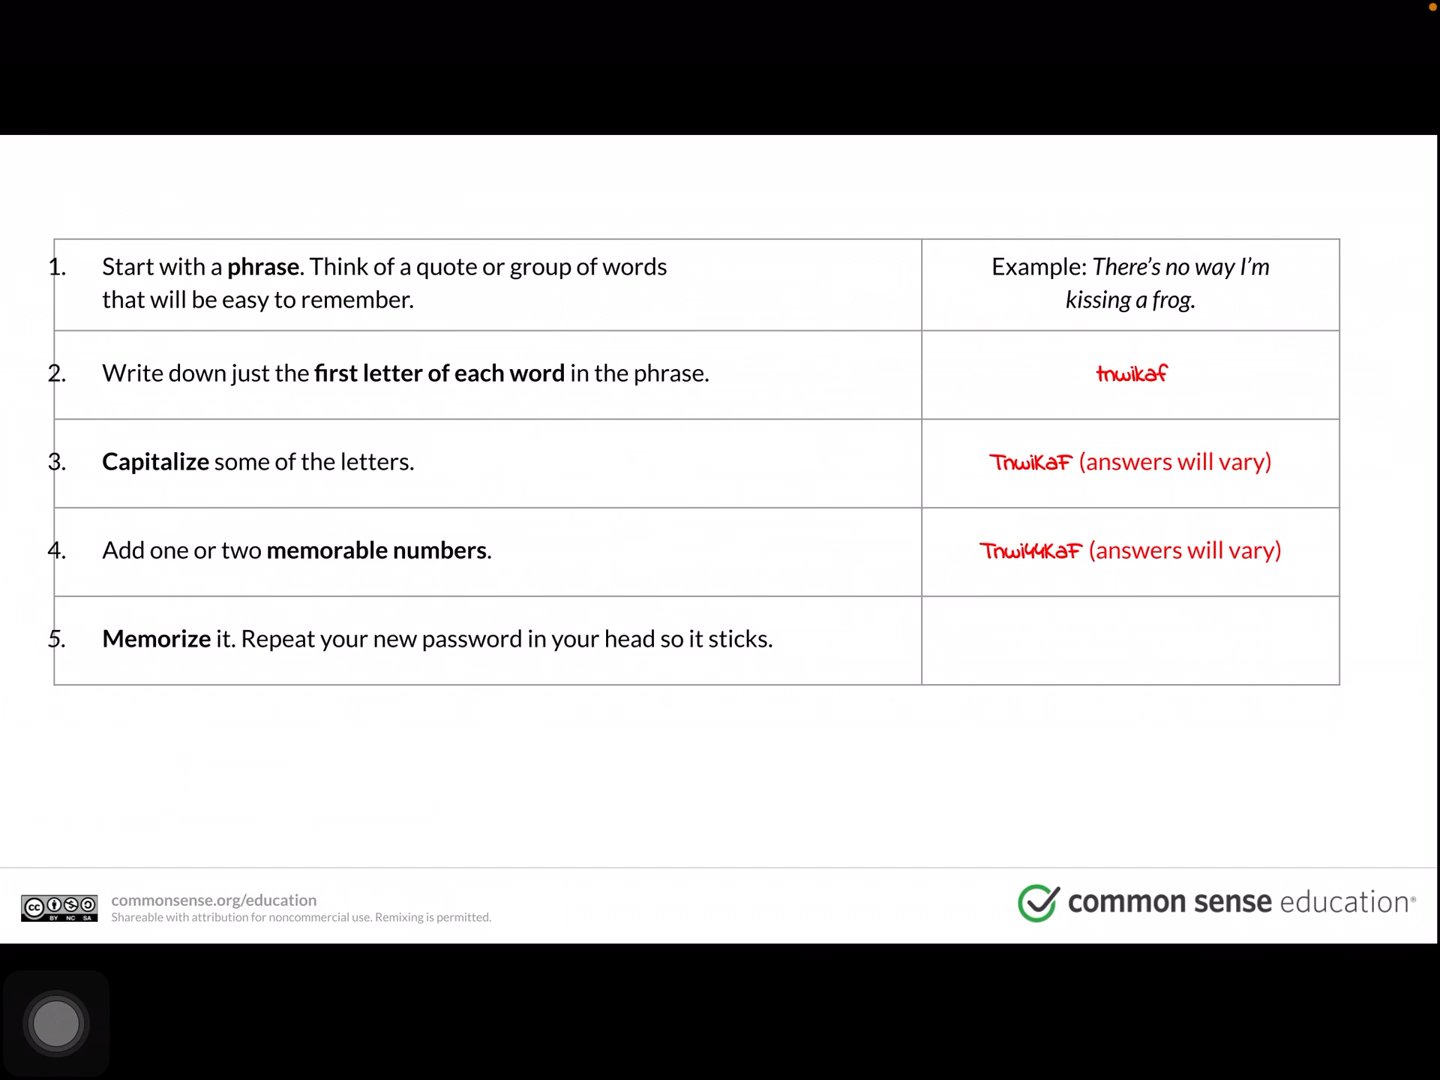 1. Start with a phrase. Think of a quote or group of words
that will be easy to remember.
Example: There's no way I'm
kissing a frog.
2. Write down just the first letter of each word in the phrase.
tnwikaf
3. Capitalize some of the letters.
TnwiKaF (answers will vary)
4. Add one or two memorable numbers.
Tnwi44KaF (answers will vary)
5. Memorize it. Repeat your new password in your head so it sticks.
cc BY NC SA
commonsense.org/education
Shareable with attribution for noncommercial use. Remixing is permitted.
common sense education®